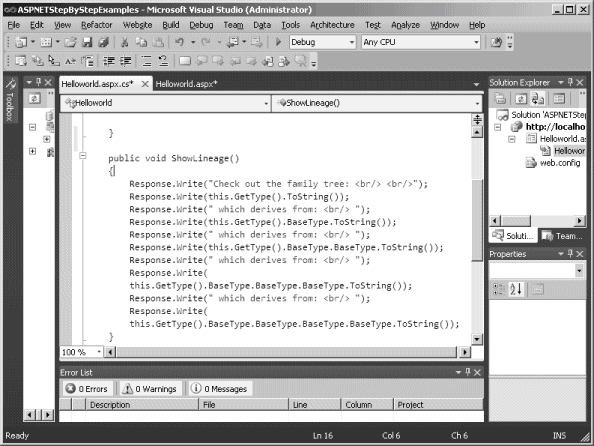 ASPNETStepByStepExamples - Microsoft Visual Studio (Administrator)
File Edit View Refactor Website Build Debug Team Data Tools Architecture Test Analyze Window Help
Debug Any CPU
Toolbox
Helloworld.aspx.cs* Helloworld.aspx*
Helloworld ShowLineage()
}
public void ShowLineage()
{
Response.Write("Check out the family tree: <br/> <br/>");
Response.Write(this.GetType().ToString());
Response.Write(" which derives from: <br/> ");
Response.Write(this.GetType().BaseType.ToString());
Response.Write(" which derives from: <br/> ");
Response.Write(this.GetType().BaseType.BaseType.ToString());
Response.Write(" which derives from: <br/> ");
Response.Write(
this.GetType().BaseType.BaseType.BaseType.ToString());
Response.Write(" which derives from: <br/> ");
Response.Write(
this.GetType().BaseType.BaseType.BaseType.BaseType.ToString());
}
100 %
Solution Explorer
Solution 'ASPNETStep
http://localho
Helloworld.as
Hellowor
web.config
Soluti... Team...
Properties
Error List
0 Errors 0 Warnings 0 Messages
Description File Line Column Project
Ready Ln 16 Col 6 Ch 6 INS